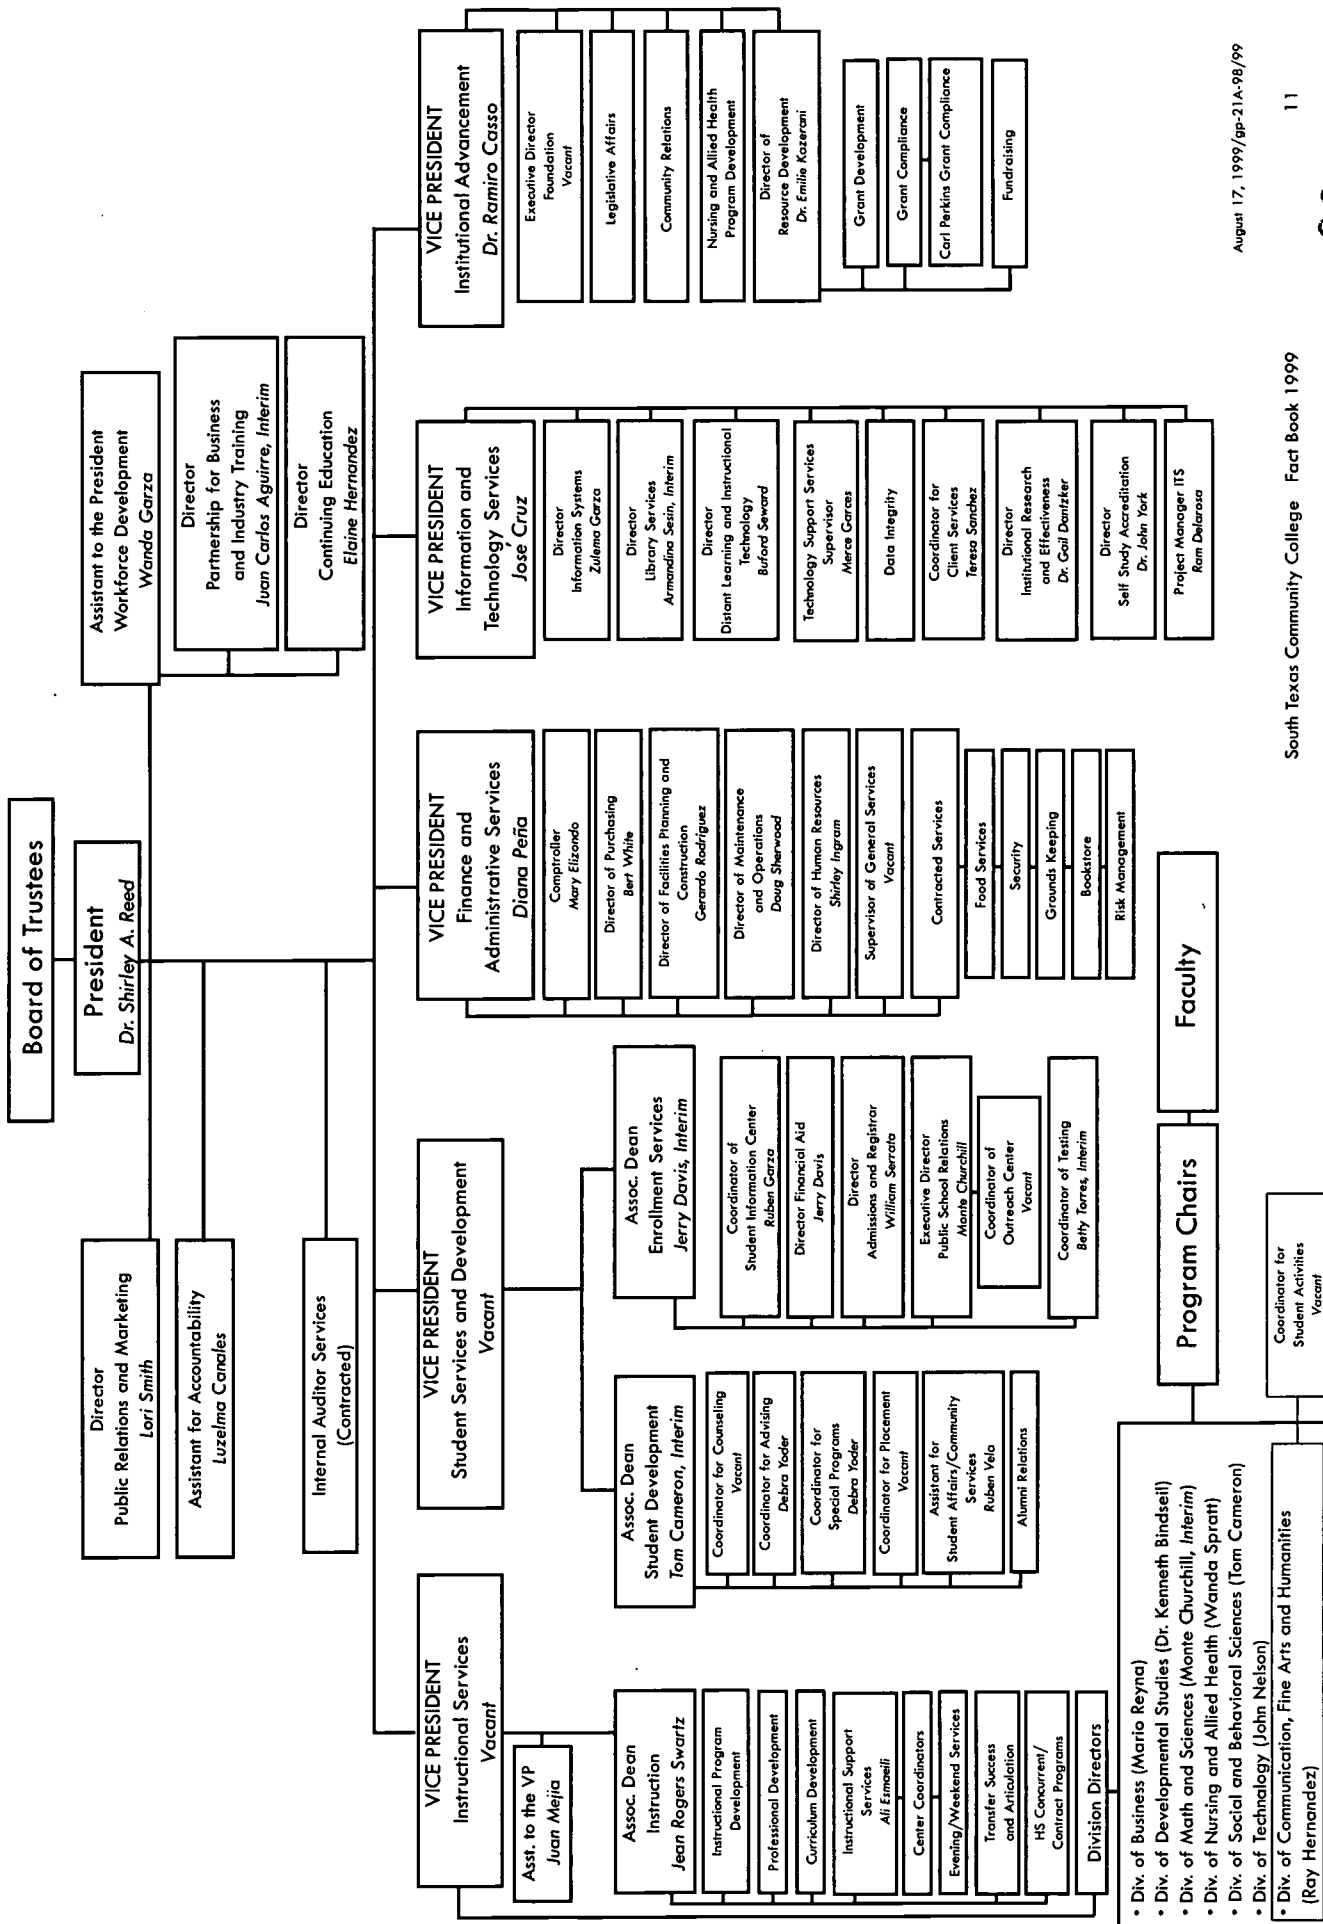 Board of Trustees
President
Dr. Shirley A. Reed
Director
Public Relations and Marketing
Lori Smith
Assistant for Accountability
Luzelma Canales
Internal Auditor Services
(Contracted)
Assistant to the President
Workforce Development
Wanda Garza
Director
Partnership for Business
and Industry Training
Juan Carlos Aguirre, Interim
Director
Continuing Education
Elaine Hernandez
VICE PRESIDENT
Instructional Services
Vacant
Asst. to the VP
Juan Mejia
Assoc. Dean
Instruction
Jean Rogers Swartz
Instructional Program
Development
Professional Development
Curriculum Development
Instructional Support
Services
Ali Esmaeili
Center Coordinators
Evening/Weekend Services
Transfer Success
and Articulation
HS Concurrent/
Contract Programs
Division Directors
• Div. of Business (Mario Reyna)
• Div. of Developmental Studies (Dr. Kenneth Bindseil)
• Div. of Math and Sciences (Monte Churchill, Interim)
• Div. of Nursing and Allied Health (Wanda Spratt)
• Div. of Social and Behavioral Sciences (Tom Cameron)
• Div. of Technology (John Nelson)
• Div. of Communication, Fine Arts and Humanities
(Ray Hernandez)
Program Chairs
Faculty
Coordinator for
Student Activities
Vacant
VICE PRESIDENT
Student Services and Development
Vacant
Assoc. Dean
Student Development
Tom Cameron, Interim
Coordinator for Counseling
Vacant
Coordinator for Advising
Debra Yoder
Coordinator for
Special Programs
Debra Yoder
Coordinator for Placement
Vacant
Assistant for
Student Affairs/Community
Services
Ruben Vela
Alumni Relations
Assoc. Dean
Enrollment Services
Jerry Davis, Interim
Coordinator of
Student Information Center
Ruben Garza
Director Financial Aid
Jerry Davis
Director
Admissions and Registrar
William Serrata
Executive Director
Public School Relations
Monte Churchill
Coordinator of
Outreach Center
Vacant
Coordinator of Testing
Betty Torres, Interim
VICE PRESIDENT
Finance and
Administrative Services
Diana Peña
Comptroller
Mary Elizondo
Director of Purchasing
Bert White
Director of Facilities Planning and
Construction
Gerardo Rodriguez
Director of Maintenance
and Operations
Doug Sherwood
Director of Human Resources
Shirley Ingram
Supervisor of General Services
Vacant
Contracted Services
Food Services
Security
Grounds Keeping
Bookstore
Risk Management
VICE PRESIDENT
Information and
Technology Services
José Cruz
Director
Information Systems
Zulema Garza
Director
Library Services
Armandina Sesin, Interim
Director
Distant Learning and Instructional
Technology
Buford Seward
Technology Support Services
Supervisor
Merce Garces
Data Integrity
Coordinator for
Client Services
Teresa Sanchez
Director
Institutional Research
and Effectiveness
Dr. Gail Dantzker
Director
Self Study Accreditation
Dr. John York
Project Manager ITS
Ram Delarosa
VICE PRESIDENT
Institutional Advancement
Dr. Ramiro Casso
Executive Director
Foundation
Vacant
Legislative Affairs
Community Relations
Nursing and Allied Health
Program Development
Director of
Resource Development
Dr. Emilie Kazerani
Grant Development
Grant Compliance
Carl Perkins Grant Compliance
Fundraising
August 17, 1999/gp-21A-98/99
South Texas Community College Fact Book 1999 11